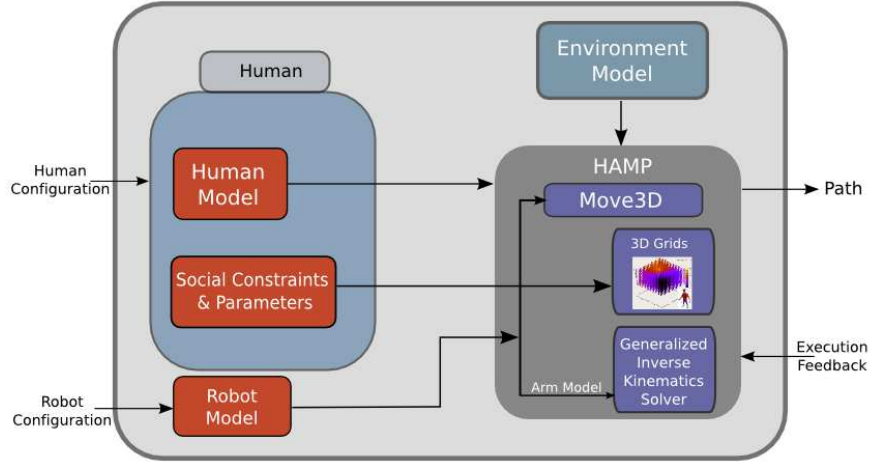 Environment
Model
Human
Human
Configuration
Human
Model
HAMP
Move3D
Path
3D Grids
Social Constraints
& Parameters
Generalized
Inverse
Kinematics
Solver
Execution
Feedback
Arm Model
Robot
Configuration
Robot
Model